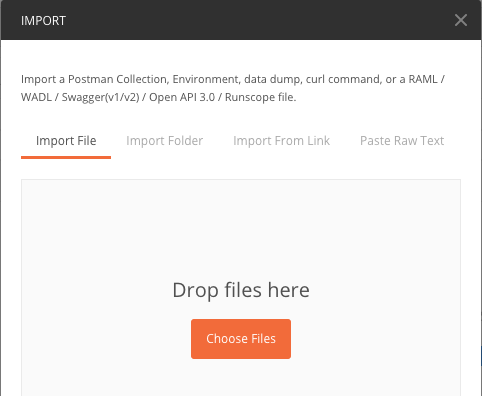 IMPORT
Import a Postman Collection, Environment, data dump, curl command, or a RAML /
WADL / Swagger(v1/v2) / Open API 3.0 / Runscope file.
Import File Import Folder Import From Link Paste Raw Text
Drop files here
Choose Files